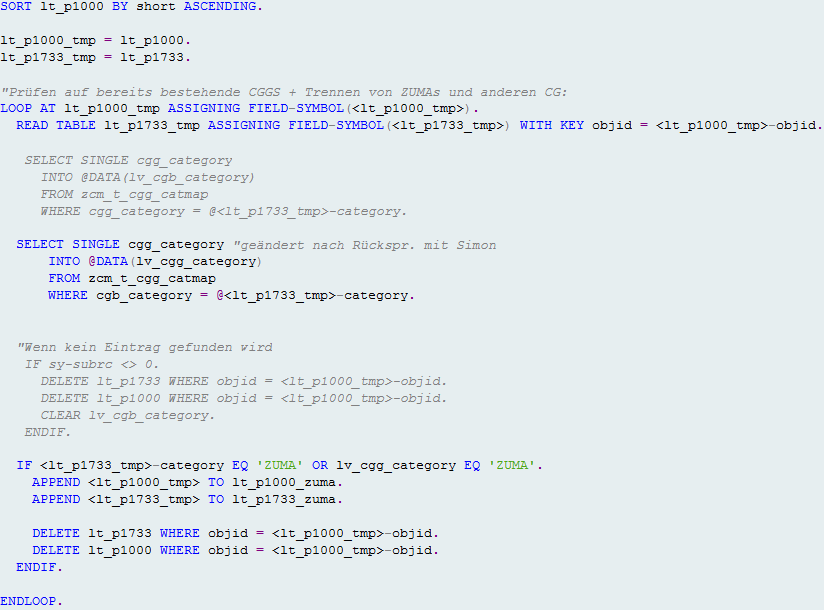 SORT lt_p1000 BY short ASCENDING.
lt_p1000_tmp = lt_p1000.
lt_p1733_tmp = lt_p1733.
"Prüfen auf bereits bestehende CGGS + Trennen von ZUMAs und anderen CG:
LOOP AT lt_p1000_tmp ASSIGNING FIELD-SYMBOL(<lt_p1000_tmp>).
READ TABLE lt_p1733_tmp ASSIGNING FIELD-SYMBOL(<lt_p1733_tmp>) WITH KEY objid = <lt_p1000_tmp>-objid.
SELECT SINGLE cgg_category
INTO @DATA(lv_cgb_category)
FROM zcm_t_cgg_catmap
WHERE cgg_category = @<lt_p1733_tmp>-category.
SELECT SINGLE cgg_category "geändert nach Rückspr. mit Simon
INTO @DATA(lv_cgg_category)
FROM zcm_t_cgg_catmap
WHERE cgb_category = @<lt_p1733_tmp>-category.
"Wenn kein Eintrag gefunden wird
IF sy-subrc <> 0.
DELETE lt_p1733 WHERE objid = <lt_p1000_tmp>-objid.
DELETE lt_p1000 WHERE objid = <lt_p1000_tmp>-objid.
CLEAR lv_cgb_category.
ENDIF.
IF <lt_p1733_tmp>-category EQ 'ZUMA' OR lv_cgg_category EQ 'ZUMA'.
APPEND <lt_p1000_tmp> TO lt_p1000_zuma.
APPEND <lt_p1733_tmp> TO lt_p1733_zuma.
DELETE lt_p1733 WHERE objid = <lt_p1000_tmp>-objid.
DELETE lt_p1000 WHERE objid = <lt_p1000_tmp>-objid.
ENDIF.
ENDLOOP.